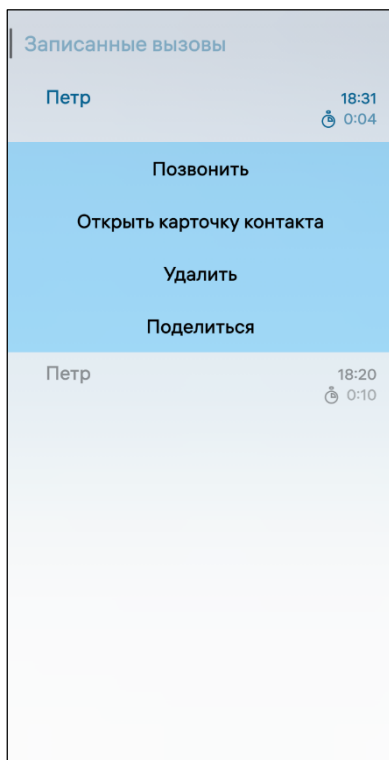 Записанные вызовы
Петр 18:31
0:04
Позвонить
Открыть карточку контакта
Удалить
Поделиться
Петр 18:20
0:10